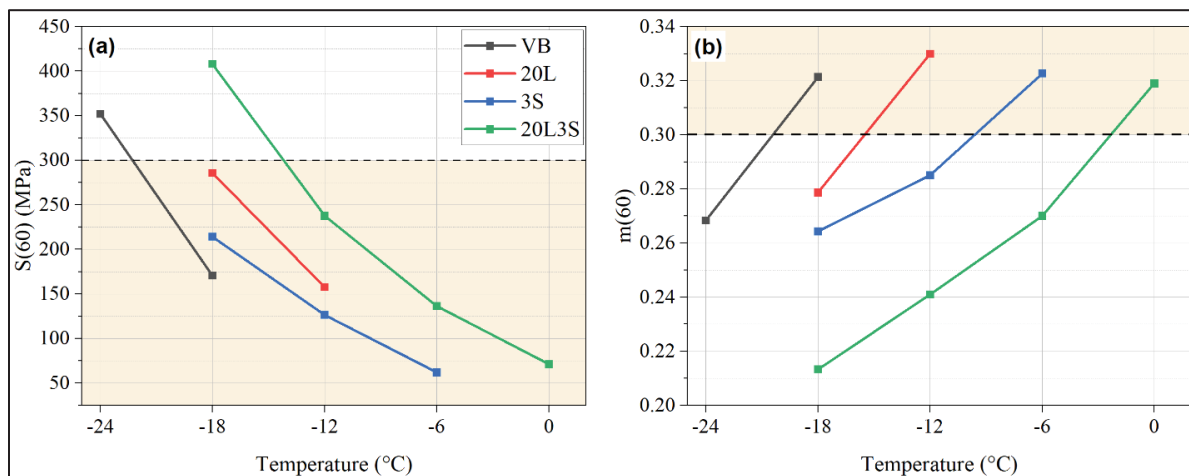 (a)
VB
20L
3S
20L3S
450
400
350
300
250
200
150
100
50
S(60) (MPa)
-24
-18
-12
-6
0
Temperature (°C)
(b)
0.34
0.32
0.30
0.28
0.26
0.24
0.22
0.20
m(60)
-24
-18
-12
-6
0
Temperature (°C)